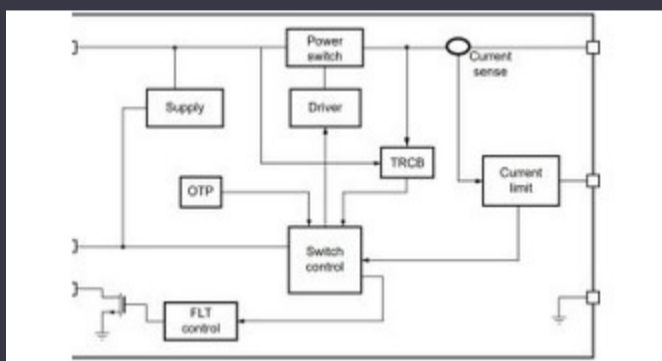 Power
switch
Current
sense
Supply
Driver
TRCB
Current
limit
OTP
Switch
control
FLT
control